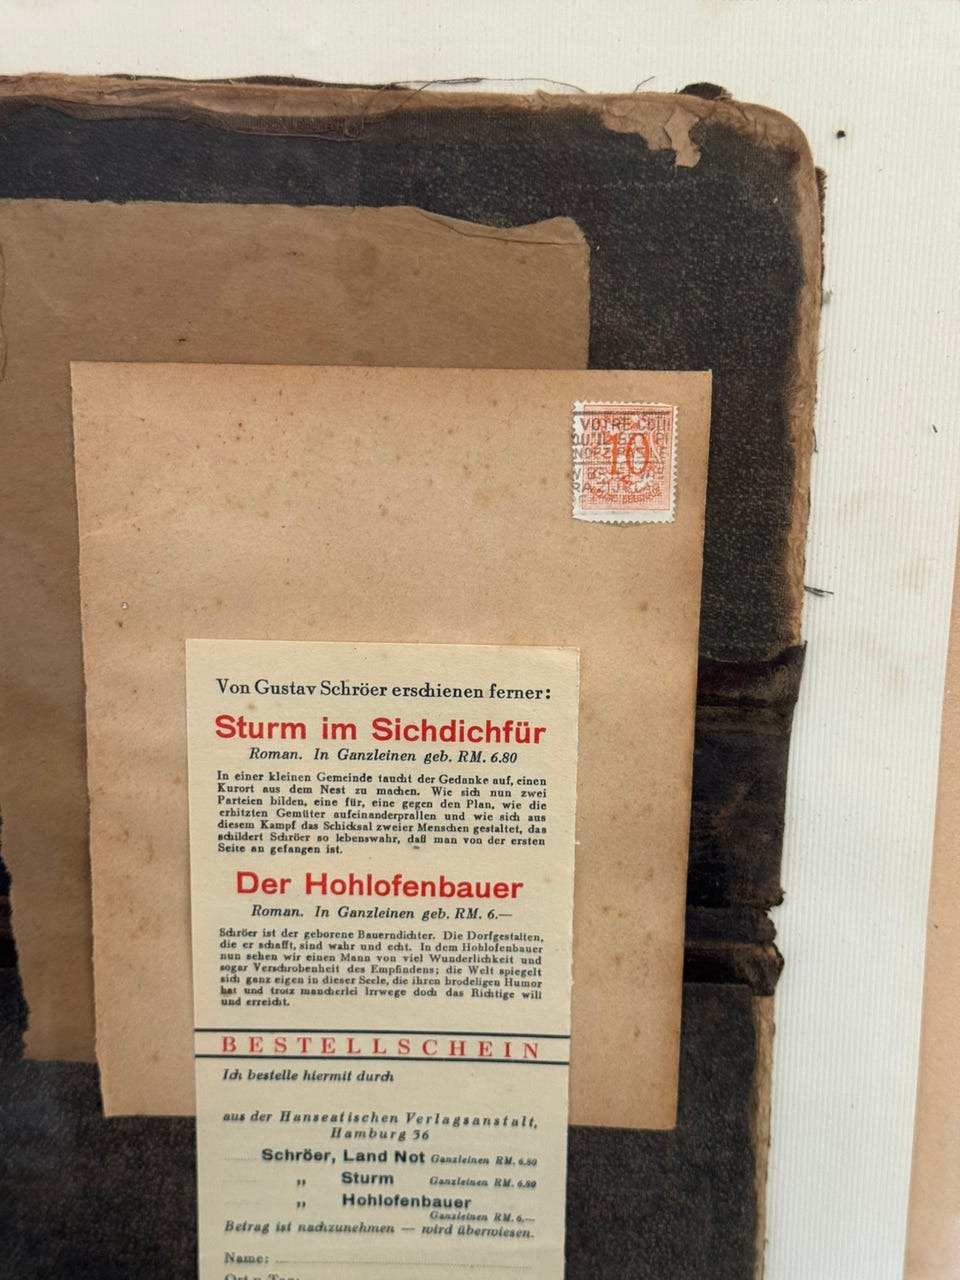 VOTRE
10
Von Gustav Schröer erschienen ferner:
Sturm im Sichdichfür
Roman. In Ganzleinen geb. RM. 6.80
In einer kleinen Gemeinde taucht der Gedanke auf, einen
Kurort aus dem Nest zu machen. Wie sich nun zwei
Parteien bilden, eine für, eine gegen den Plan, wie die
erhitzten Gemüter aufeinanderprallen und wie sich aus
diesem Kampf das Schicksal zweier Menschen gestaltet, das
schildert Schröer so lebenswahr, daß man von der ersten
Seite an gefangen ist.
Der Hohlofenbauer
Roman. In Ganzleinen geb. RM. 6.—
Schröer ist der geborene Bauerndichter. Die Dorfgestalten,
die er schafft, sind wahr und echt. In dem Hohlofenbauer
nun sehen wir einen Mann von viel Wunderlichkeit und
sogar Verschrobenheit des Empfindens; die Welt spiegelt
sich ganz eigen in dieser Seele, die ihren brodeligen Humor
hat und trotz mancherlei Irrwege doch das Richtige will
und erreicht.
BESTELLSCHEIN
Ich bestelle hiermit durch
aus der Hanseatischen Verlagsanstalt,
Hamburg 36
Schröer, Land Not Ganzleinen RM. 6.80
„ Sturm Ganzleinen RM. 6.80
„ Hohlofenbauer
Ganzleinen RM. 6.—
Betrag ist nachzunehmen — wird überwiesen.
Name: